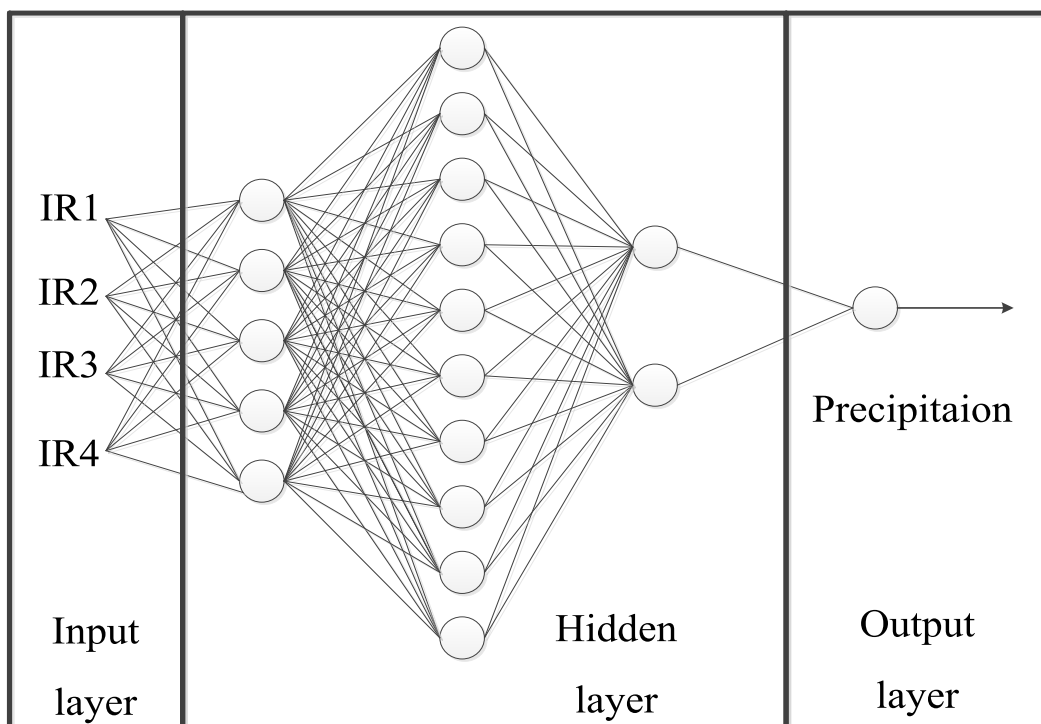 IR1
IR2
IR3
IR4
Input
layer
Hidden
layer
Precipitaion
Output
layer